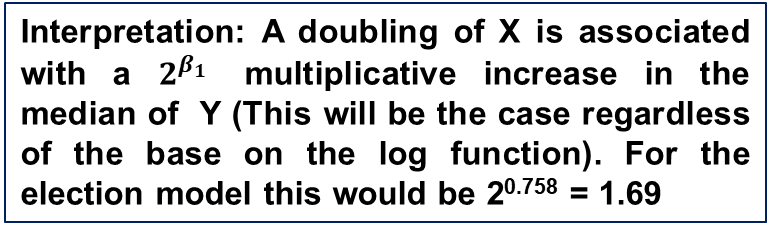 Interpretation: A doubling of X is associated
with a 2^β₁ multiplicative increase in the
median of Y (This will be the case regardless
of the base on the log function). For the
election model this would be 2^0.758 = 1.69